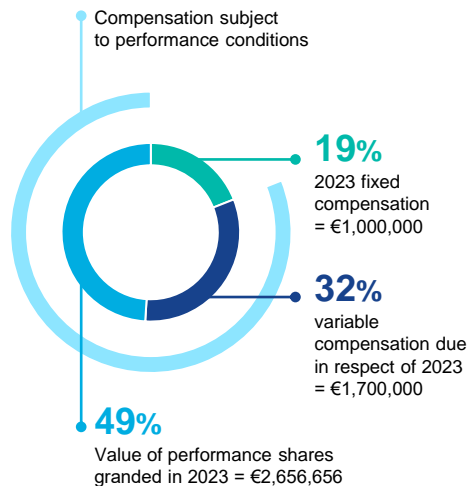 Compensation subject
to performance conditions
19%
2023 fixed
compensation
= €1,000,000
32%
variable
compensation due
in respect of 2023
= €1,700,000
49%
Value of performance shares
granded in 2023 = €2,656,656